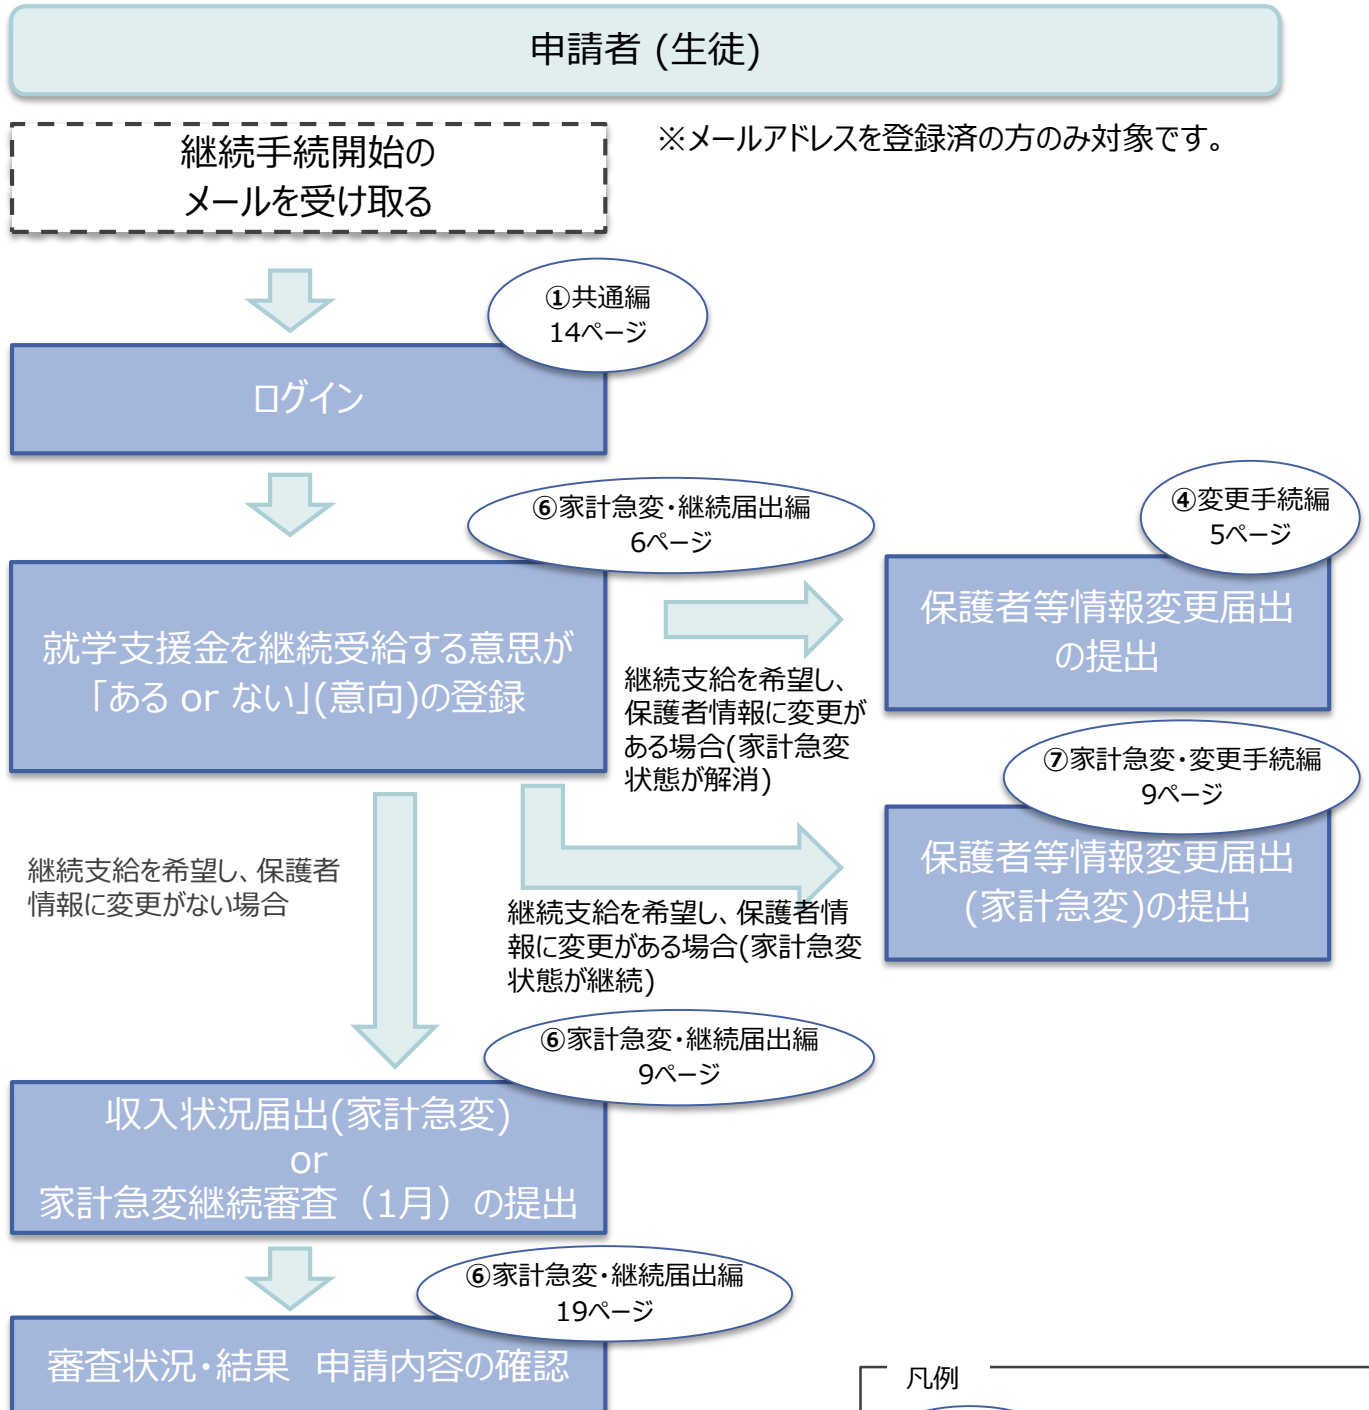 申請者 (生徒)
継続手続開始の
メールを受け取る
※メールアドレスを登録済の方のみ対象です。
①共通編
14ページ
ログイン
⑥家計急変・継続届出編
6ページ
④変更手続編
5ページ
就学支援金を継続受給する意思が
「ある or ない」(意向)の登録
保護者等情報変更届出
の提出
継続支給を希望し、
保護者情報に変更が
ある場合(家計急変
状態が解消)
⑦家計急変・変更手続編
9ページ
保護者等情報変更届出
(家計急変)の提出
継続支給を希望し、保護者
情報に変更がない場合
継続支給を希望し、保護者情
報に変更がある場合(家計急変
状態が継続)
⑥家計急変・継続届出編
9ページ
収入状況届出(家計急変)
or
家計急変継続審査（1月）の提出
⑥家計急変・継続届出編
19ページ
審査状況・結果　申請内容の確認
凡例